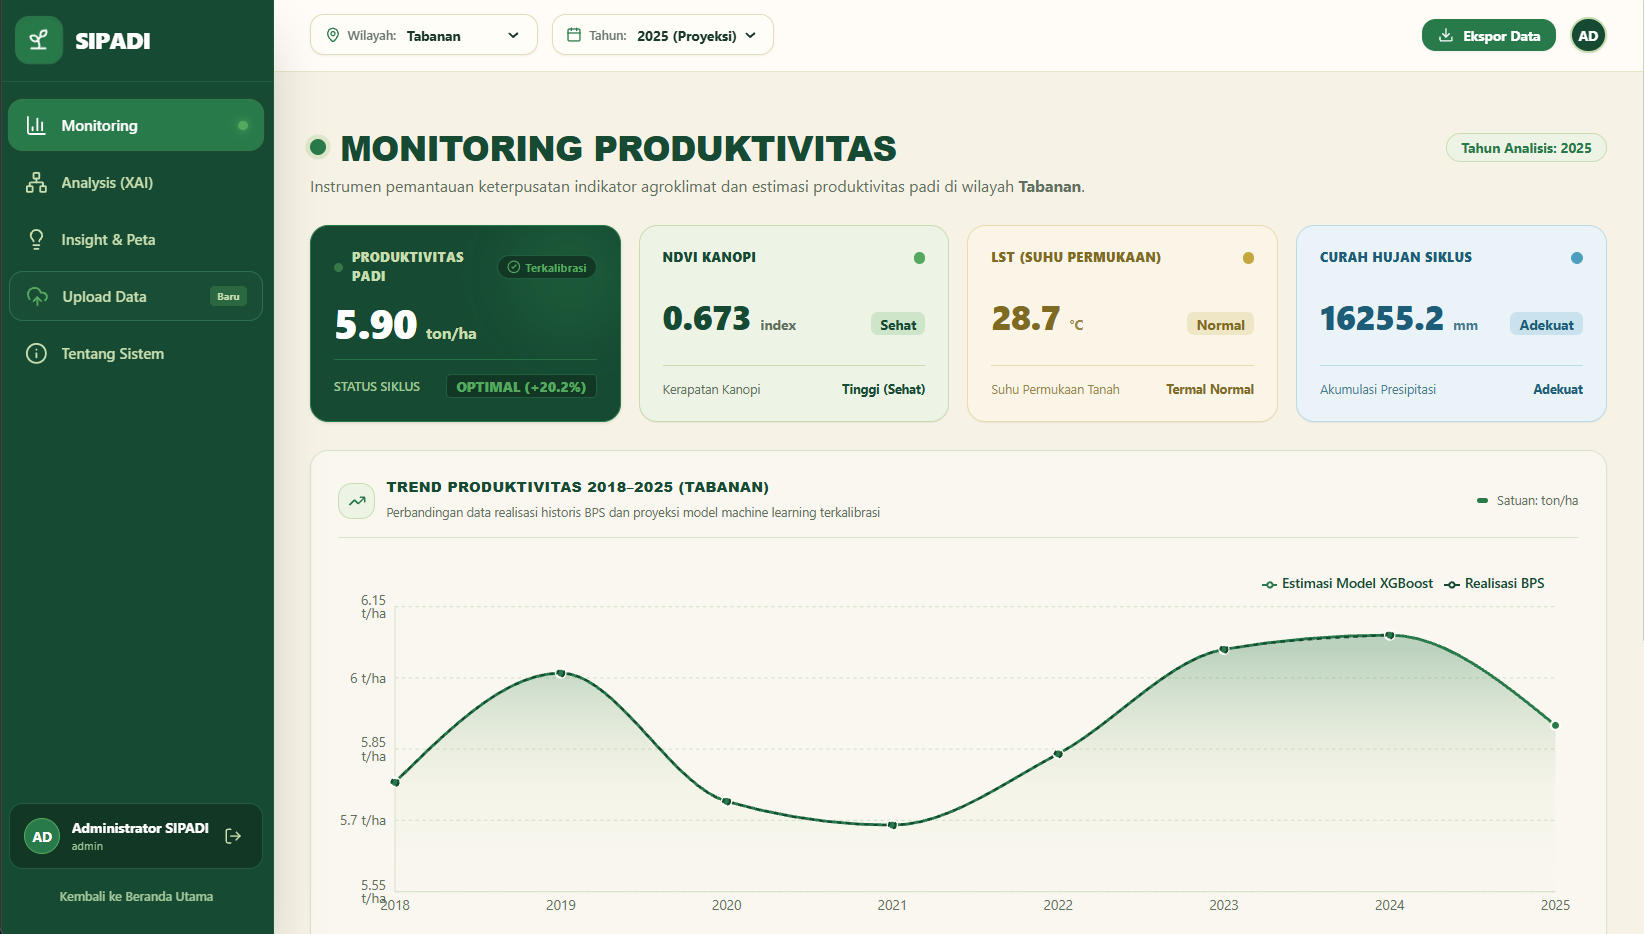 SIPADI
Wilayah: Tabanan
Tahun: 2025 (Proyeksi)
Ekspor Data
AD
Monitoring
Analysis (XAI)
Insight & Peta
Upload Data Baru
Tentang Sistem
AD
Administrator SIPADI
admin
Kembali ke Beranda Utama
MONITORING PRODUKTIVITAS
Tahun Analisis: 2025
Instrumen pemantauan keterpusatan indikator agroklimat dan estimasi produktivitas padi di wilayah Tabanan.
PRODUKTIVITAS
PADI
Terkalibrasi
5.90 ton/ha
STATUS SIKLUS OPTIMAL (+20.2%)
NDVI KANOPI
0.673 index Sehat
Kerapatan Kanopi Tinggi (Sehat)
LST (SUHU PERMUKAAN)
28.7 °C Normal
Suhu Permukaan Tanah Termal Normal
CURAH HUJAN SIKLUS
16255.2 mm Adekuat
Akumulasi Presipitasi Adekuat
TREND PRODUKTIVITAS 2018–2025 (TABANAN)
Perbandingan data realisasi historis BPS dan proyeksi model machine learning terkalibrasi
Satuan: ton/ha
Estimasi Model XGBoost Realisasi BPS
6.15
t/ha
6 t/ha
5.85
t/ha
5.7 t/ha
5.55
t/ha
2018 2019 2020 2021 2022 2023 2024 2025